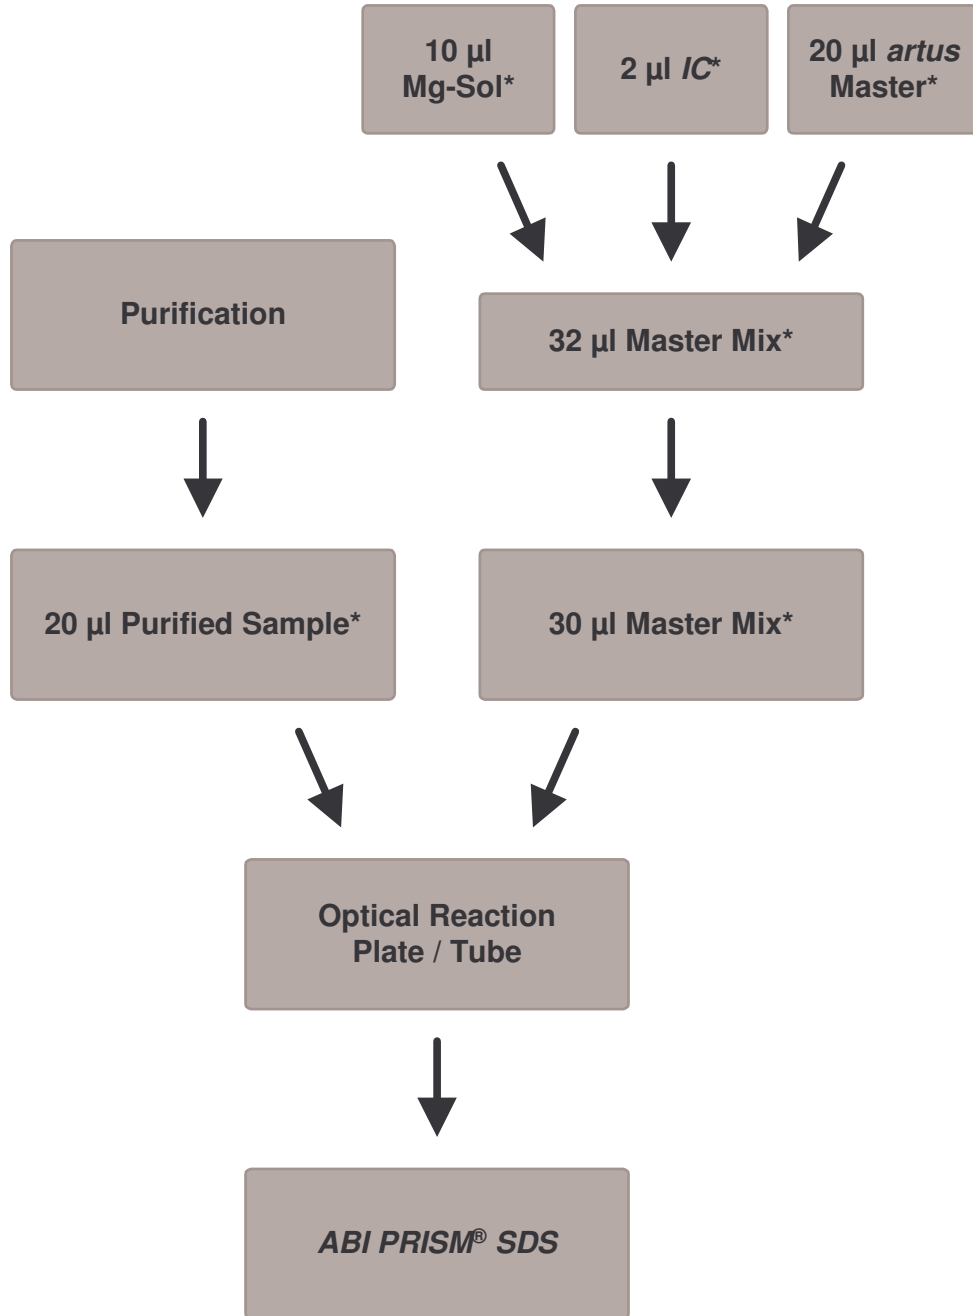 10 µl
Mg-Sol*
2 µl IC*
20 µl artus
Master*
Purification
32 µl Master Mix*
20 µl Purified Sample*
30 µl Master Mix*
Optical Reaction
Plate / Tube
ABI PRISM® SDS